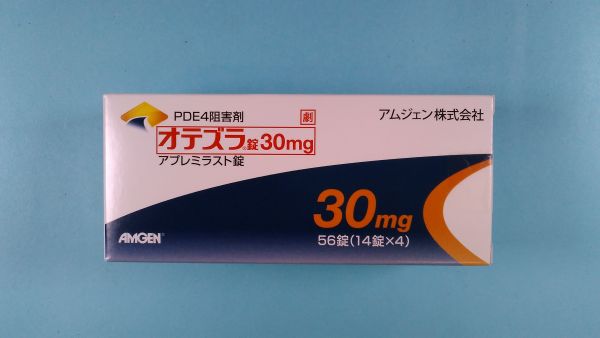 PDE4阻害剤
劇
アムジェン株式会社
オテズラ®錠30mg
アプレミラスト錠
30mg
56錠(14錠×4)
AMGEN